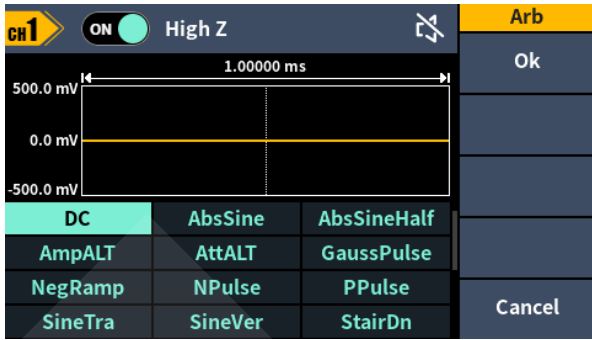 CH1 ON High Z
Arb
Ok
1.00000 ms
500.0 mV
0.0 mV
-500.0 mV
DC AbsSine AbsSineHalf
AmpALT AttALT GaussPulse
NegRamp NPulse PPulse
SineTra SineVer StairDn
Cancel